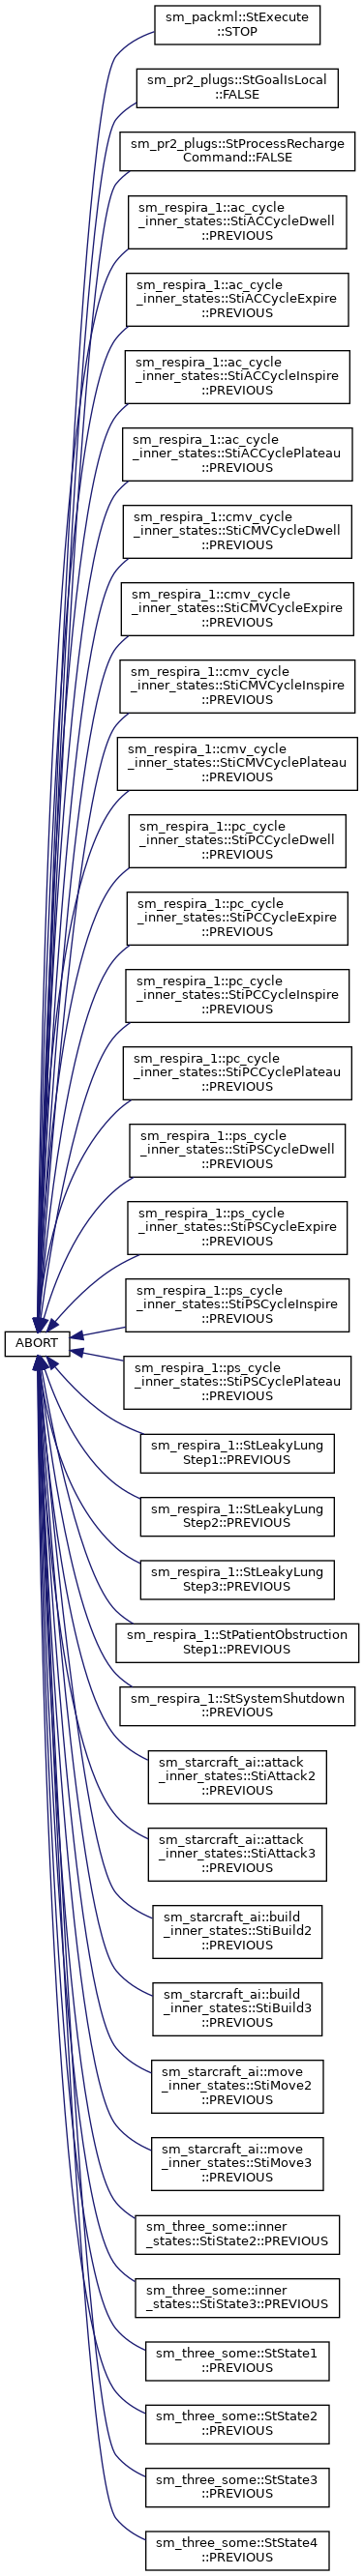 sm_packml::StExecute
::STOP
sm_pr2_plugs::StGoalIsLocal
::FALSE
sm_pr2_plugs::StProcessRecharge
Command::FALSE
sm_respira_1::ac_cycle
_inner_states::StiACCycleDwell
::PREVIOUS
sm_respira_1::ac_cycle
_inner_states::StiACCycleExpire
::PREVIOUS
sm_respira_1::ac_cycle
_inner_states::StiACCycleInspire
::PREVIOUS
sm_respira_1::ac_cycle
_inner_states::StiACCyclePlateau
::PREVIOUS
sm_respira_1::cmv_cycle
_inner_states::StiCMVCycleDwell
::PREVIOUS
sm_respira_1::cmv_cycle
_inner_states::StiCMVCycleExpire
::PREVIOUS
sm_respira_1::cmv_cycle
_inner_states::StiCMVCycleInspire
::PREVIOUS
sm_respira_1::cmv_cycle
_inner_states::StiCMVCyclePlateau
::PREVIOUS
sm_respira_1::pc_cycle
_inner_states::StiPCCycleDwell
::PREVIOUS
sm_respira_1::pc_cycle
_inner_states::StiPCCycleExpire
::PREVIOUS
sm_respira_1::pc_cycle
_inner_states::StiPCCycleInspire
::PREVIOUS
sm_respira_1::pc_cycle
_inner_states::StiPCCyclePlateau
::PREVIOUS
sm_respira_1::ps_cycle
_inner_states::StiPSCycleDwell
::PREVIOUS
sm_respira_1::ps_cycle
_inner_states::StiPSCycleExpire
::PREVIOUS
sm_respira_1::ps_cycle
_inner_states::StiPSCycleInspire
::PREVIOUS
ABORT
sm_respira_1::ps_cycle
_inner_states::StiPSCyclePlateau
::PREVIOUS
sm_respira_1::StLeakyLung
Step1::PREVIOUS
sm_respira_1::StLeakyLung
Step2::PREVIOUS
sm_respira_1::StLeakyLung
Step3::PREVIOUS
sm_respira_1::StPatientObstruction
Step1::PREVIOUS
sm_respira_1::StSystemShutdown
::PREVIOUS
sm_starcraft_ai::attack
_inner_states::StiAttack2
::PREVIOUS
sm_starcraft_ai::attack
_inner_states::StiAttack3
::PREVIOUS
sm_starcraft_ai::build
_inner_states::StiBuild2
::PREVIOUS
sm_starcraft_ai::build
_inner_states::StiBuild3
::PREVIOUS
sm_starcraft_ai::move
_inner_states::StiMove2
::PREVIOUS
sm_starcraft_ai::move
_inner_states::StiMove3
::PREVIOUS
sm_three_some::inner
_states::StiState2::PREVIOUS
sm_three_some::inner
_states::StiState3::PREVIOUS
sm_three_some::StState1
::PREVIOUS
sm_three_some::StState2
::PREVIOUS
sm_three_some::StState3
::PREVIOUS
sm_three_some::StState4
::PREVIOUS